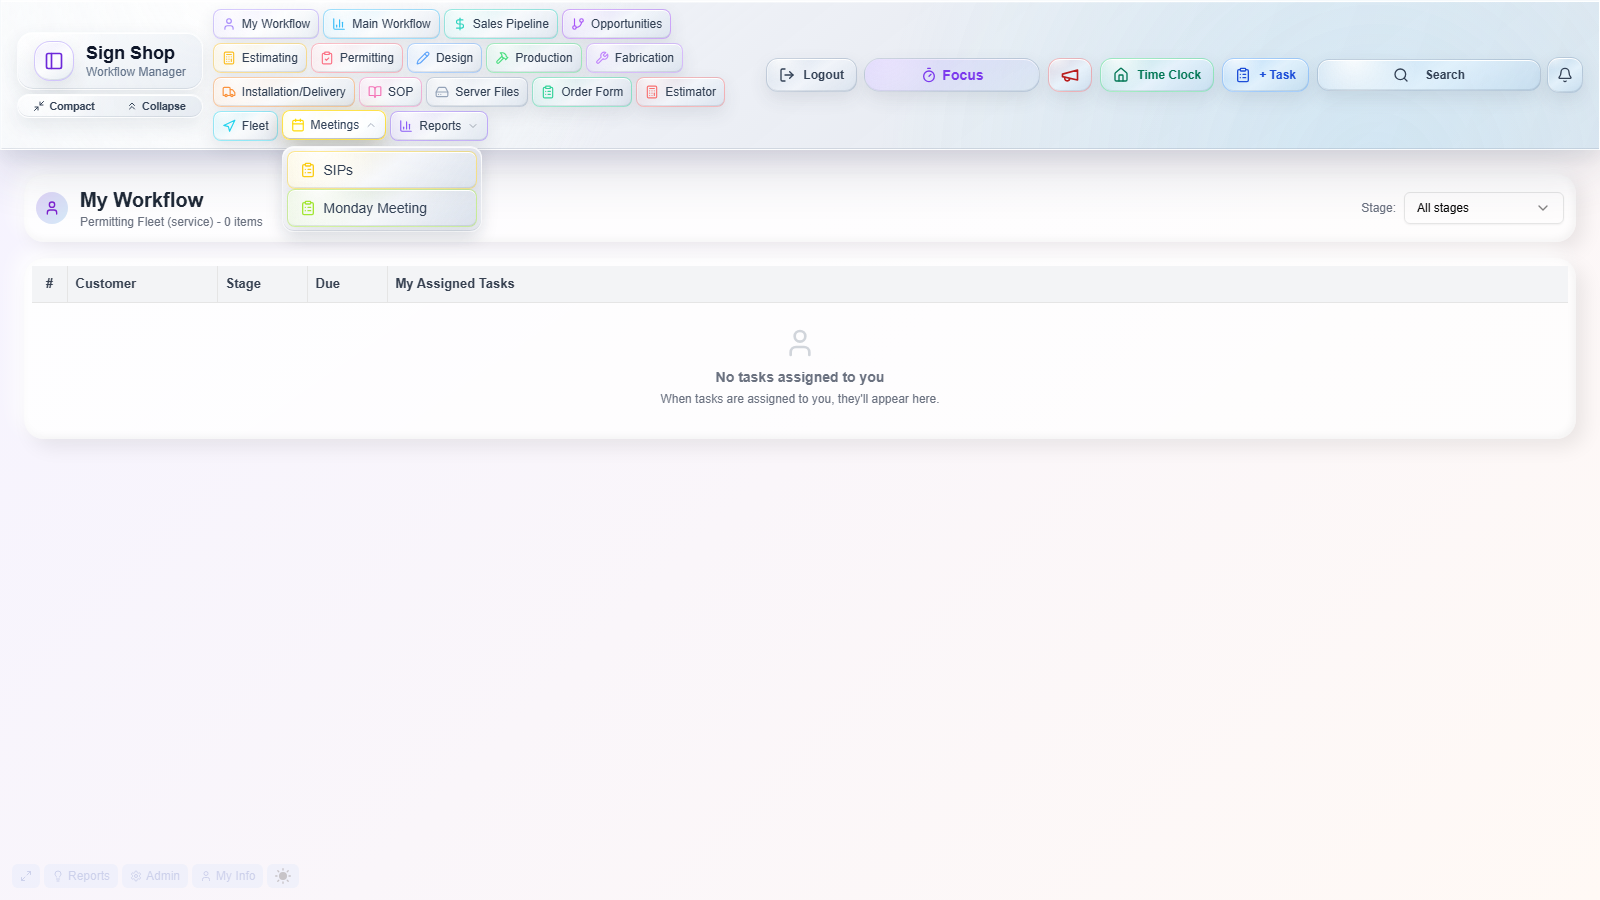 Sign Shop
Workflow Manager
Compact
Collapse
My Workflow
Main Workflow
Sales Pipeline
Opportunities
Estimating
Permitting
Design
Production
Fabrication
Installation/Delivery
SOP
Server Files
Order Form
Estimator
Fleet
Meetings
Reports
Logout
Focus
Time Clock
+ Task
Search
SIPs
Monday Meeting
My Workflow
Permitting Fleet (service) - 0 items
Stage:
All stages
# Customer Stage Due My Assigned Tasks
No tasks assigned to you
When tasks are assigned to you, they'll appear here.
Reports
Admin
My Info